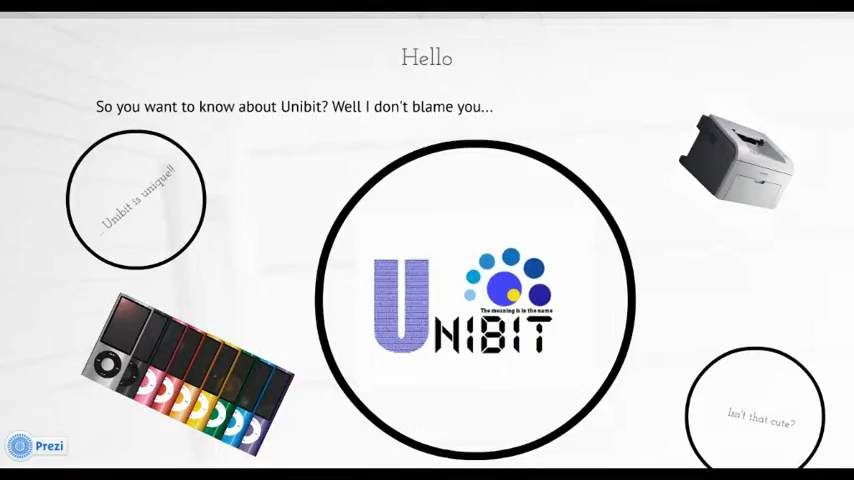 Hello
So you want to know about Unibit? Well I don't blame you...
... Unibit is unique!!
The meaning is in the name
UNIBIT
Isn't that cute?
Prezi